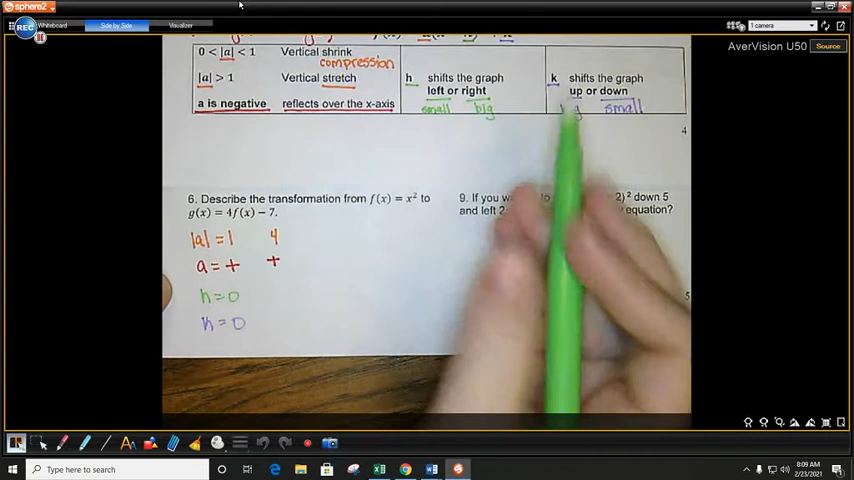 sphere2
REC
Whiteboard
Side by Side
Visualizer
1 camera
AverVision U50
Source
0 < |a| < 1 Vertical shrink
compression
|a| > 1 Vertical stretch
a is negative reflects over the x-axis
h shifts the graph
left or right
small big
k shifts the graph
up or down
small
4
6. Describe the transformation from f(x) = x² to
g(x) = 4f(x) − 7.
|a| = 1 4
a = + +
h = 0
k = 0
9. If you
2)² down 5
and left 2
equation?
5
Type here to search
8:09 AM
2/23/2021